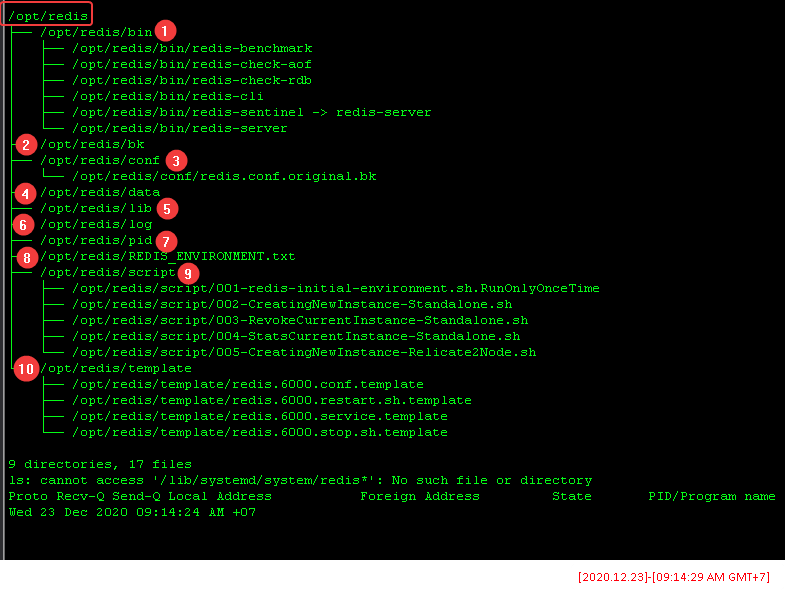 /opt/redis
├── /opt/redis/bin 1
│   ├── /opt/redis/bin/redis-benchmark
│   ├── /opt/redis/bin/redis-check-aof
│   ├── /opt/redis/bin/redis-check-rdb
│   ├── /opt/redis/bin/redis-cli
│   ├── /opt/redis/bin/redis-sentinel -> redis-server
│   └── /opt/redis/bin/redis-server
2 /opt/redis/bk
├── /opt/redis/conf 3
│   └── /opt/redis/conf/redis.conf.original.bk
4 /opt/redis/data
├── /opt/redis/lib 5
6 /opt/redis/log
├── /opt/redis/pid 7
8 /opt/redis/REDIS_ENVIRONMENT.txt
├── /opt/redis/script 9
│   ├── /opt/redis/script/001-redis-initial-environment.sh.RunOnlyOnceTime
│   ├── /opt/redis/script/002-CreatingNewInstance-Standalone.sh
│   ├── /opt/redis/script/003-RevokeCurrentInstance-Standalone.sh
│   ├── /opt/redis/script/004-StatsCurrentInstance-Standalone.sh
│   └── /opt/redis/script/005-CreatingNewInstance-Relicate2Node.sh
10 /opt/redis/template
├── /opt/redis/template/redis.6000.conf.template
├── /opt/redis/template/redis.6000.restart.sh.template
├── /opt/redis/template/redis.6000.service.template
└── /opt/redis/template/redis.6000.stop.sh.template
9 directories, 17 files
ls: cannot access '/lib/systemd/system/redis*': No such file or directory
Proto Recv-Q Send-Q Local Address           Foreign Address         State       PID/Program name
Wed 23 Dec 2020 09:14:24 AM +07
[2020.12.23]-[09:14:29 AM GMT+7]